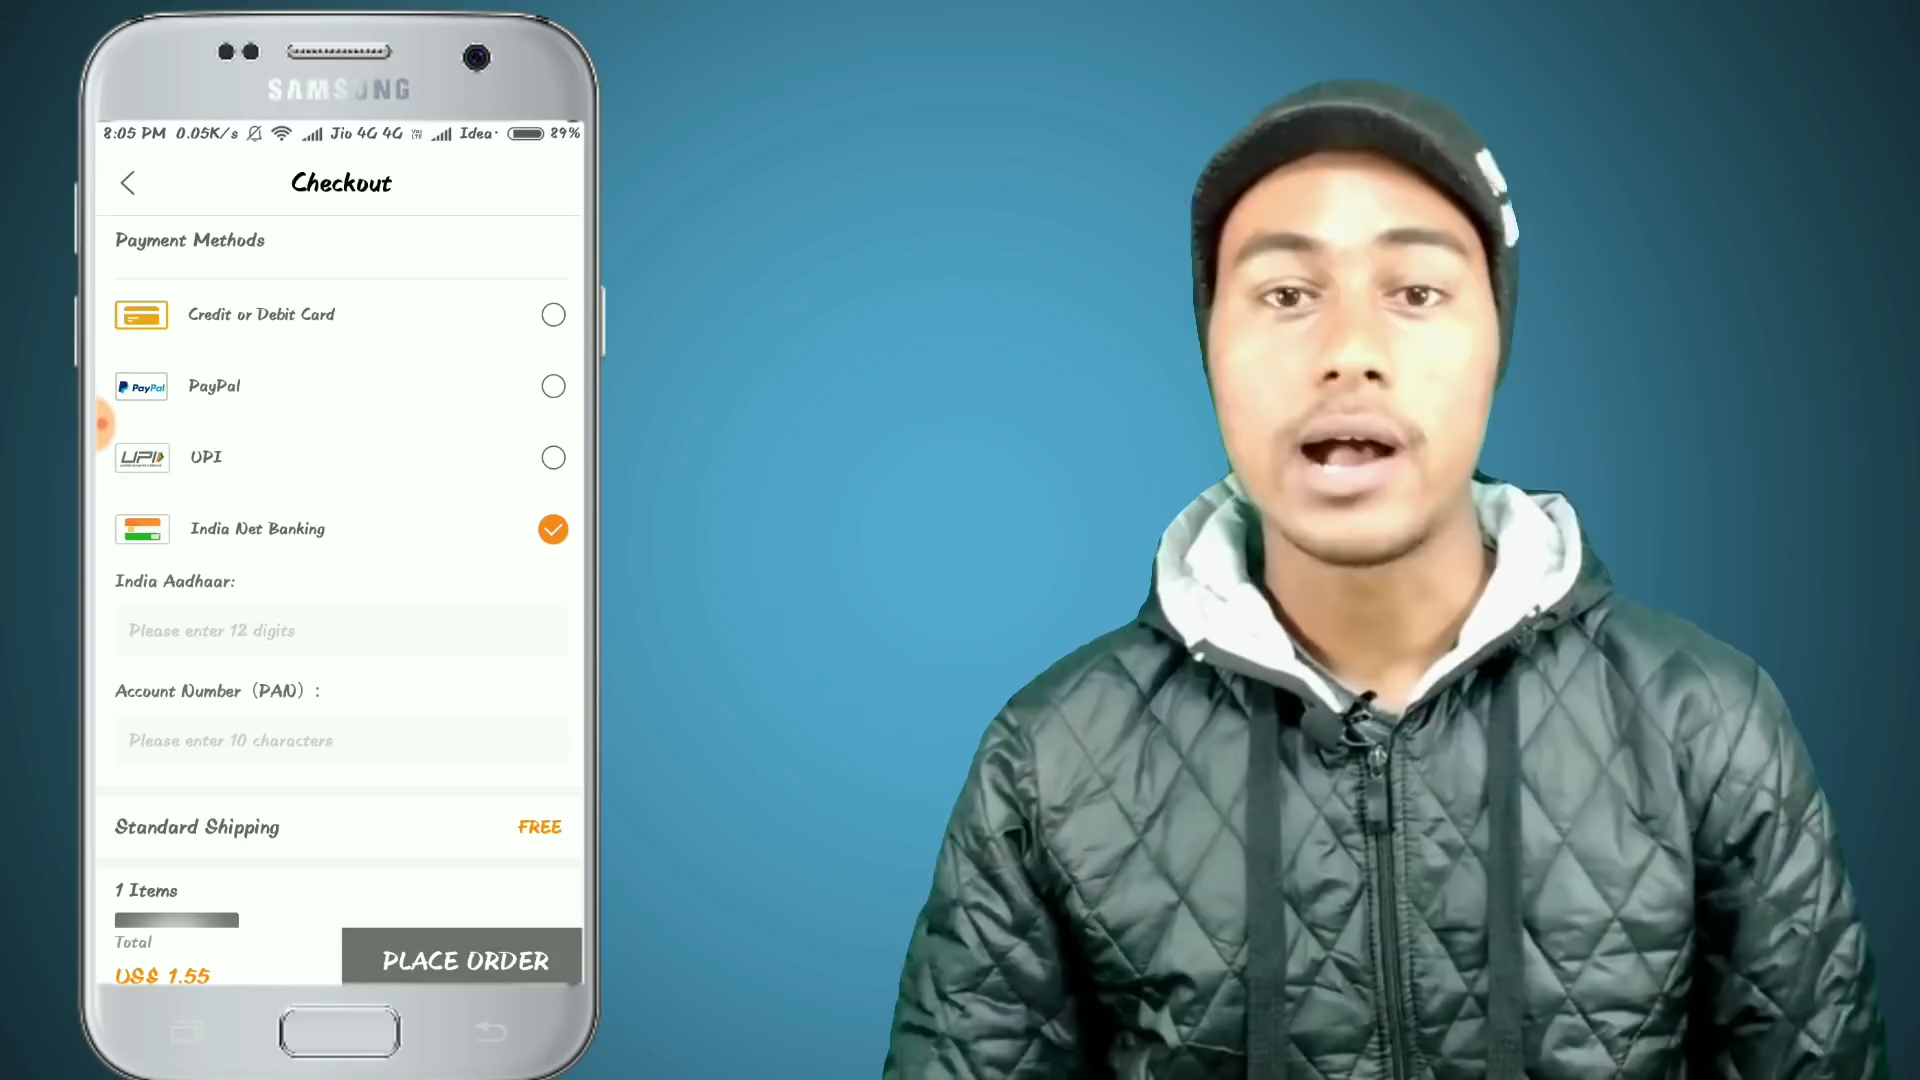 SAMSUNG
8:05 PM 0.05K/s Jio 4G 4G VoLTE Idea 89%
Checkout
Payment Methods
Credit or Debit Card
PayPal PayPal
UPI UPI
India Net Banking
India Aadhaar:
Please enter 12 digits
Account Number (PAN) :
Please enter 10 characters
Standard Shipping FREE
1 Items
Total
US$ 1.55
PLACE ORDER